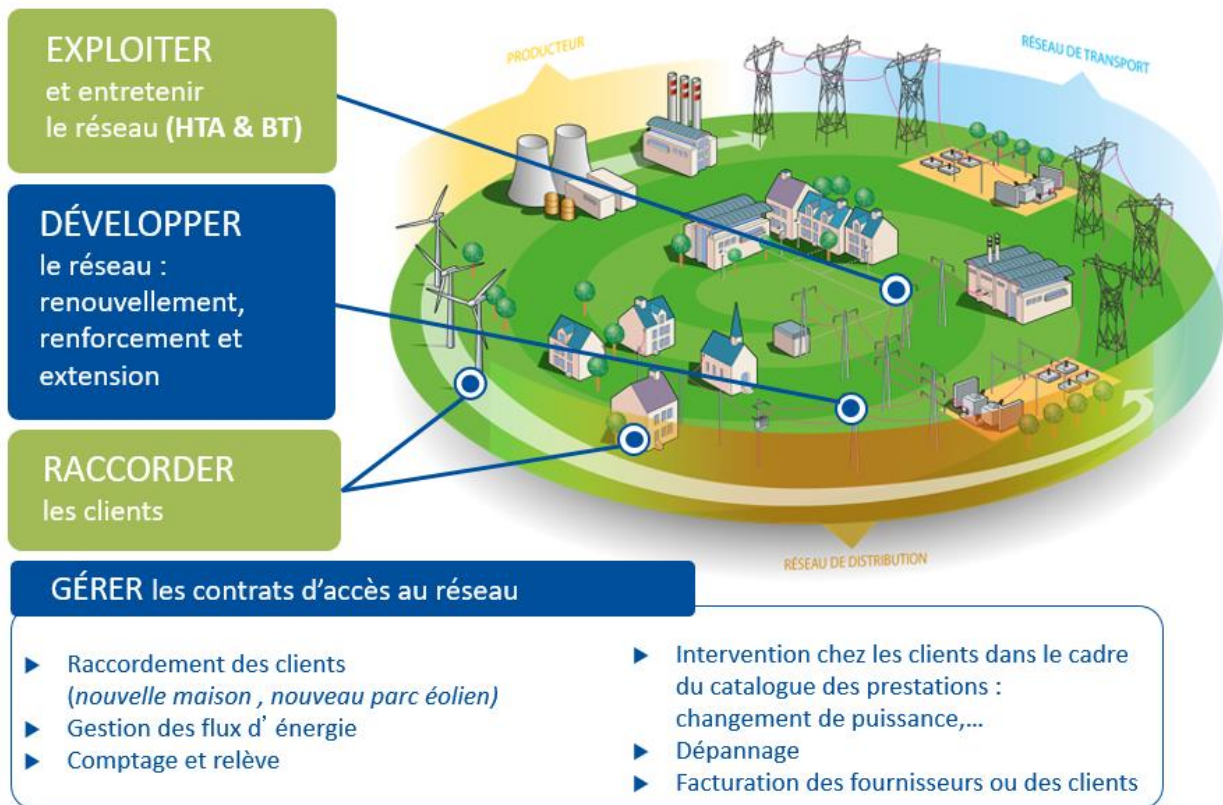 EXPLOITER
et entretenir
le réseau (HTA & BT)
DÉVELOPPER
le réseau :
renouvellement,
renforcement et
extension
RACCORDER
les clients
PRODUCTEUR
RÉSEAU DE TRANSPORT
RÉSEAU DE DISTRIBUTION
GÉRER les contrats d’accès au réseau
▶ Raccordement des clients
(nouvelle maison , nouveau parc éolien)
▶ Gestion des flux d’ énergie
▶ Comptage et relève
▶ Intervention chez les clients dans le cadre
du catalogue des prestations :
changement de puissance,…
▶ Dépannage
▶ Facturation des fournisseurs ou des clients